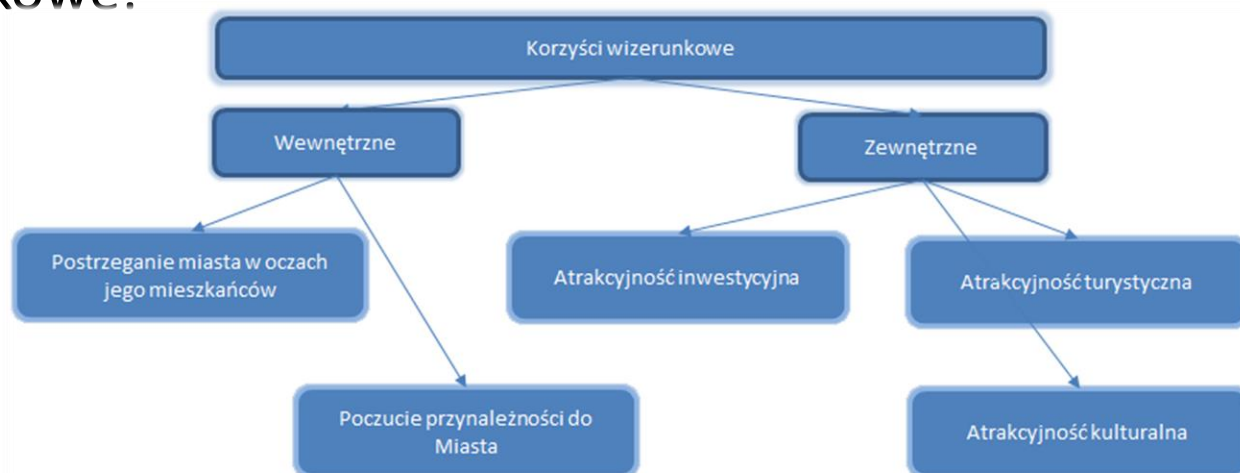 Korzyści wizerunkowe
Wewnętrzne
Zewnętrzne
Postrzeganie miasta w oczach
jego mieszkańców
Atrakcyjność inwestycyjna
Atrakcyjność turystyczna
Poczucie przynależności do
Miasta
Atrakcyjność kulturalna